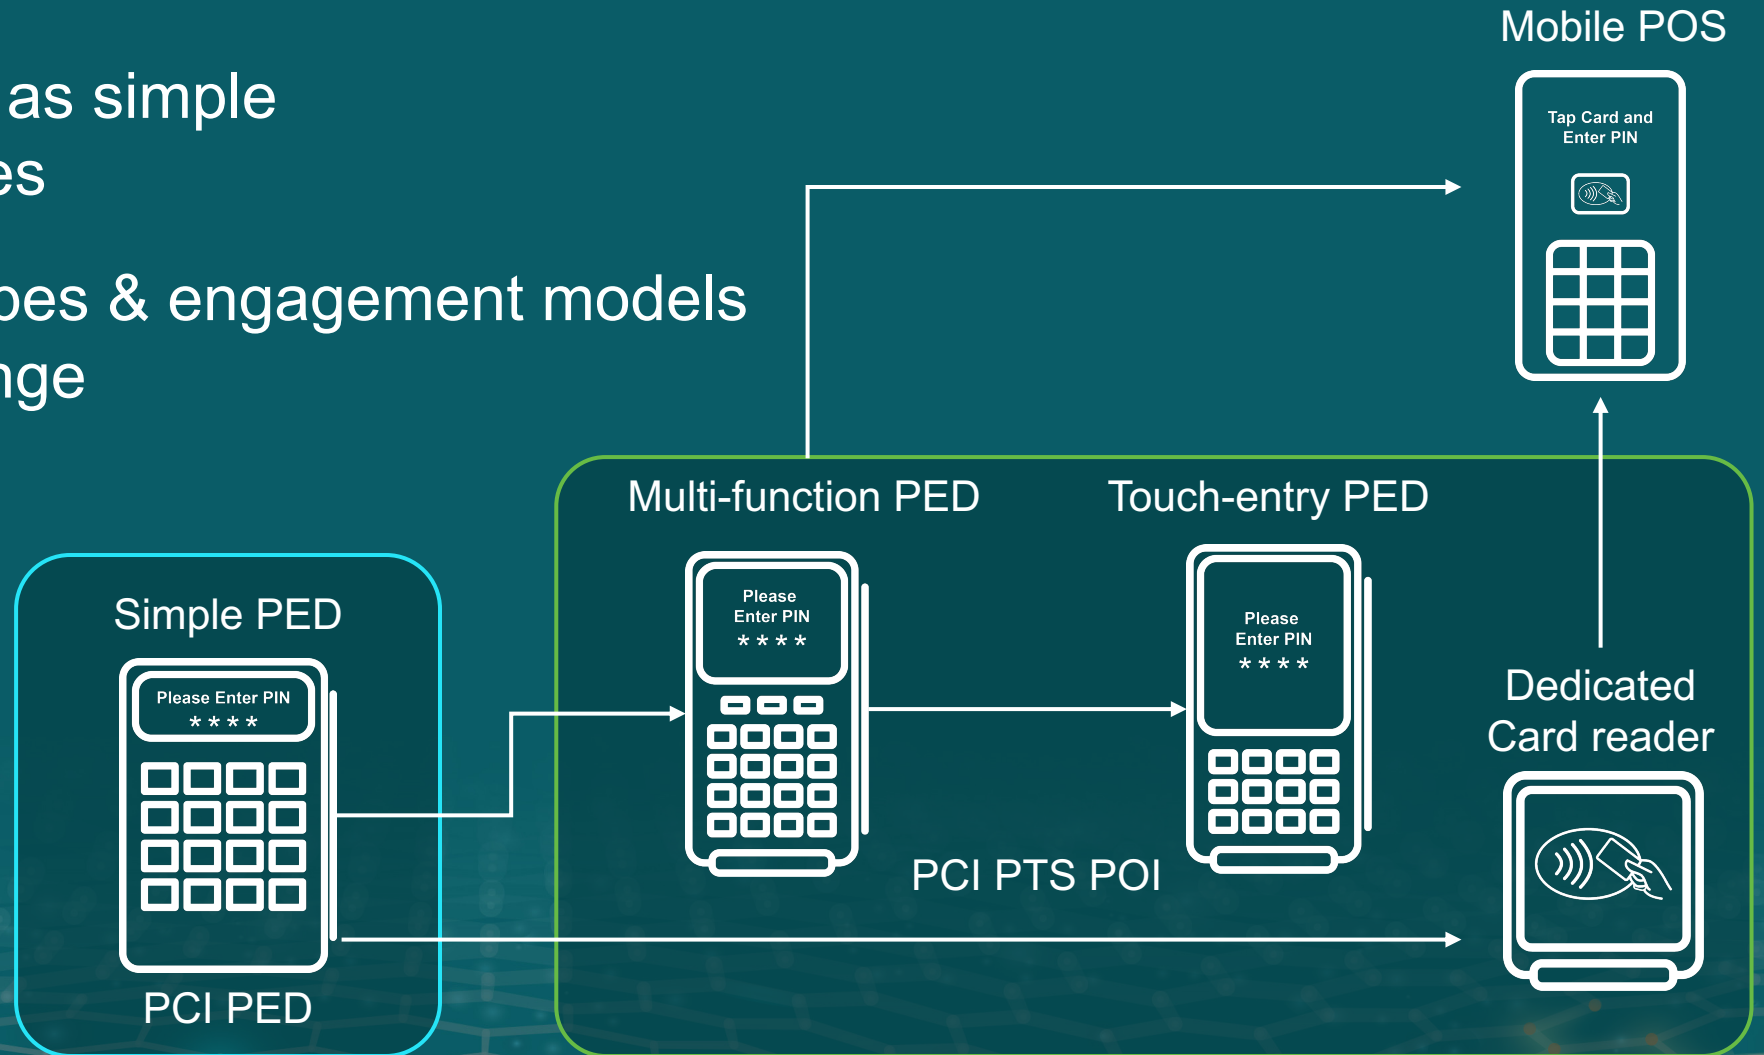 as simple
es
pes & engagement models
nge
Mobile POS
Tap Card and
Enter PIN
Multi-function PED
Touch-entry PED
Please
Enter PIN
****
Please
Enter PIN
****
Simple PED
Please Enter PIN
****
Dedicated
Card reader
PCI PTS POI
PCI PED